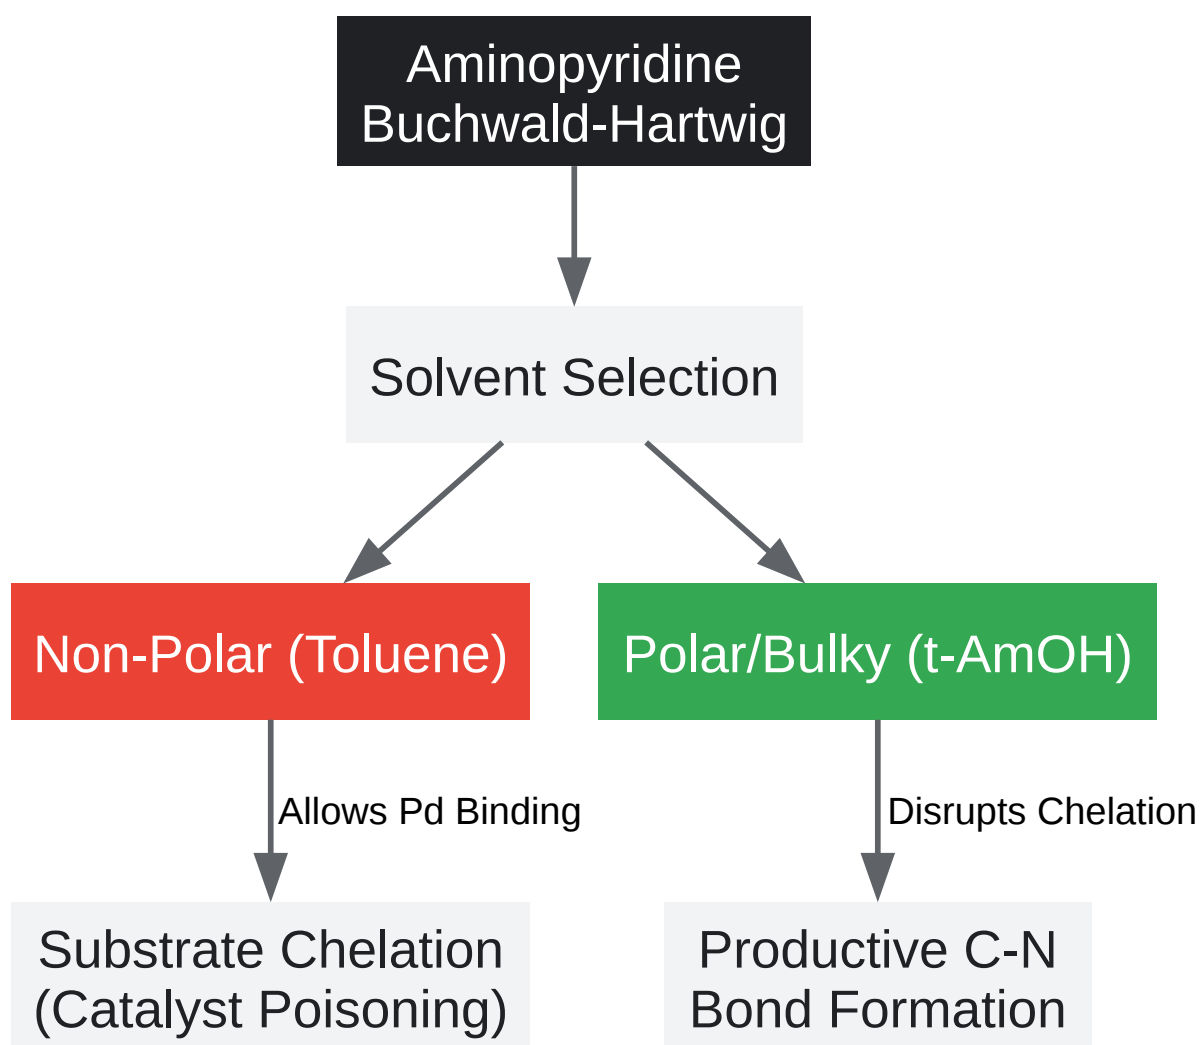 Aminopyridine
Buchwald-Hartwig
Solvent Selection
Non-Polar (Toluene)
Polar/Bulky (t-AmOH)
Allows Pd Binding
Disrupts Chelation
Substrate Chelation
(Catalyst Poisoning)
Productive C-N
Bond Formation